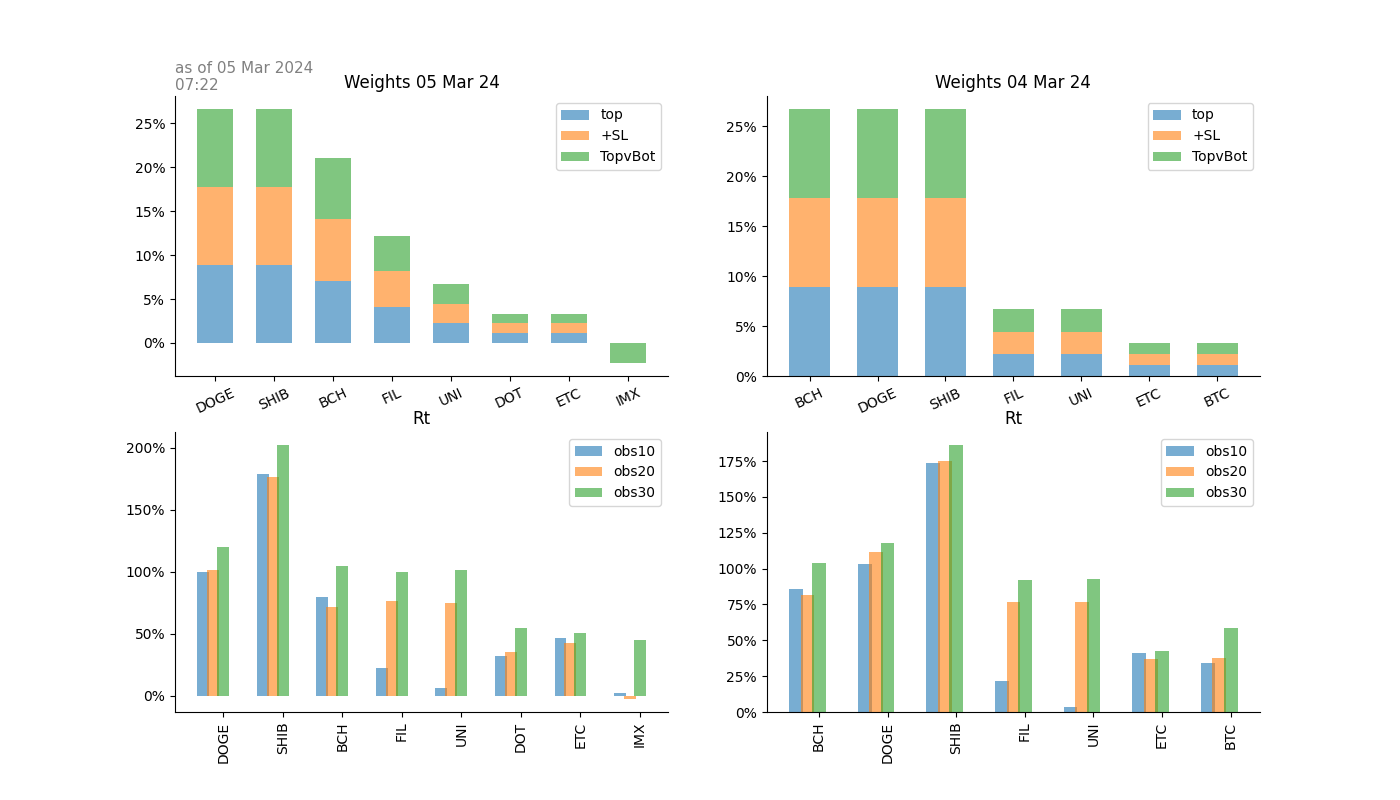 as of 05 Mar 2024
07:22
Weights 05 Mar 24
25%
20%
15%
10%
5%
0%
top
+SL
TopvBot
DOGE SHIB BCH FIL UNI DOT ETC IMX
Weights 04 Mar 24
25%
20%
15%
10%
5%
0%
top
+SL
TopvBot
BCH DOGE SHIB FIL UNI ETC BTC
Rt
200%
150%
100%
50%
0%
obs10
obs20
obs30
DOGE SHIB BCH FIL UNI DOT ETC IMX
Rt
175%
150%
125%
100%
75%
50%
25%
0%
obs10
obs20
obs30
BCH DOGE SHIB FIL UNI ETC BTC